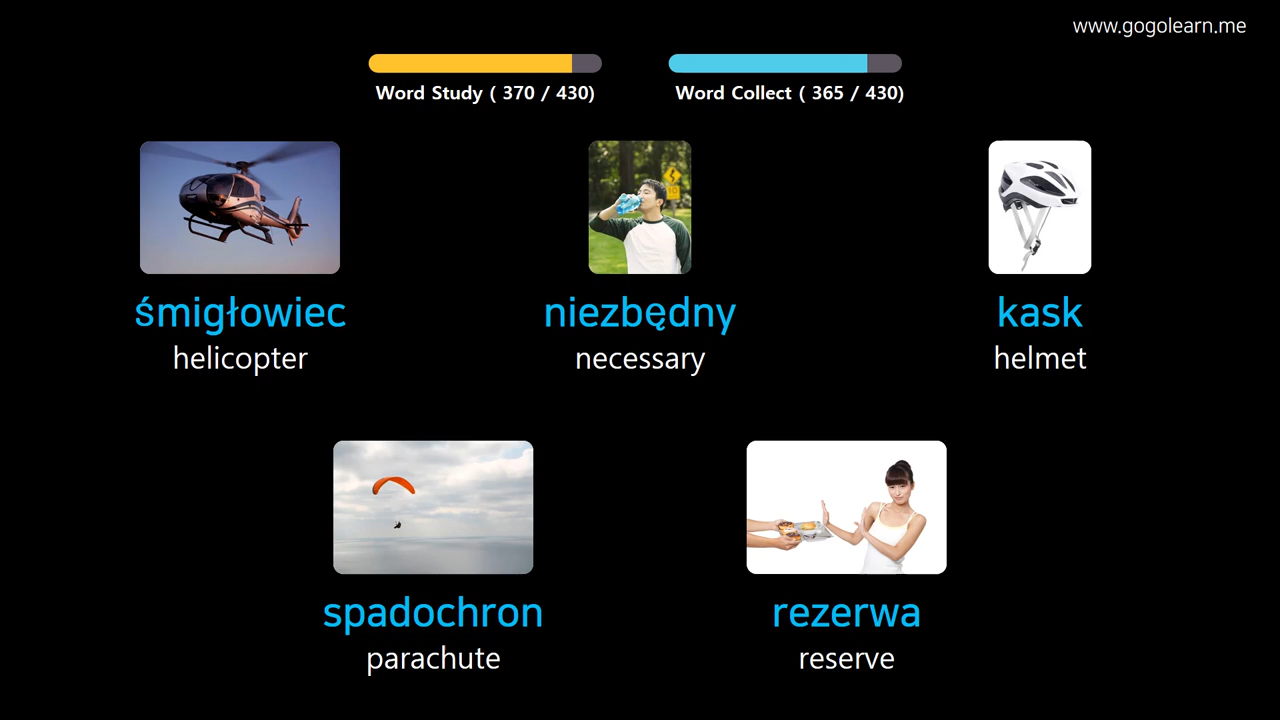 www.gogolearn.me
Word Study ( 370 / 430)
Word Collect ( 365 / 430)
śmigłowiec
helicopter
niezbędny
necessary
kask
helmet
spadochron
parachute
rezerwa
reserve